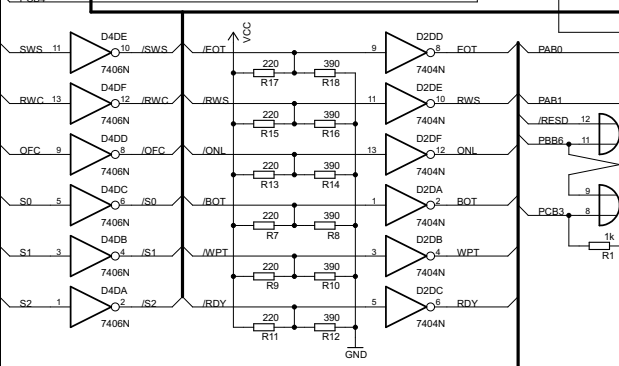 VCC
D4DE D2DD
SWS 11 10 /SWS /EOT 9 8 EOT PAB0
7406N 220 390 7404N
R17 R18
D4DF D2DE
RWC 13 12 /RWC /RWS 11 10 RWS PAB1
7406N 220 390 7404N /RESD 12
R15 R16
D4DD D2DF PBB6 11
OFC 9 8 /OFC /ONL 13 12 ONL
7406N 220 390 7404N
R13 R14
D4DC D2DA 9
S0 5 6 /S0 /BOT 1 2 BOT PCB3 8
7406N 220 390 7404N
R7 R8
D4DB D2DB 1k
S1 3 4 /S1 /WPT 3 4 WPT R1
7406N 220 390 7404N
R9 R10
D4DA D2DC
S2 1 2 /S2 /RDY 5 6 RDY
7406N 220 390 7404N
R11 R12
GND